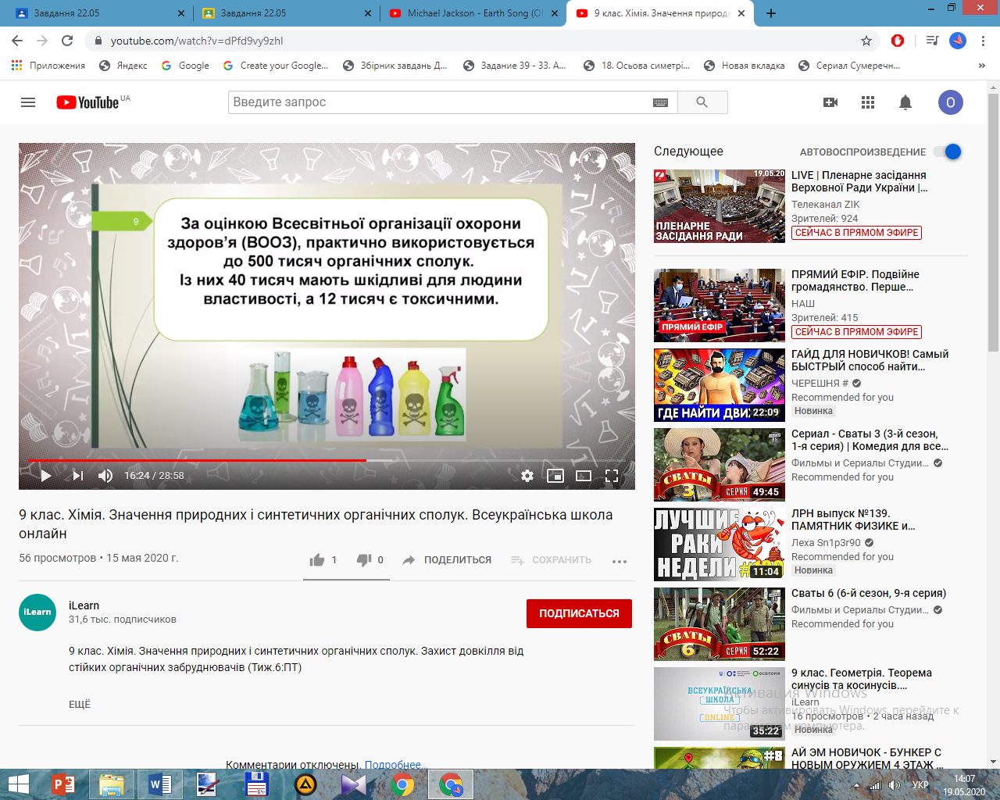 Завдання 22.05
Завдання 22.05
Michael Jackson - Earth Song (Of
9 клас. Хімія. Значення природн
youtube.com/watch?v=dPfd9vy9zhI
Приложения
Яндекс
Google
Create your Google...
Збірник завдань Д...
Задание 39 - 33. А...
18. Осьова симетрі...
Новая вкладка
Сериал Сумеречн...
»
YouTube UA
Введите запрос
O
9
За оцінкою Всесвітньої організації охорони
здоров’я (ВООЗ), практично використовується
до 500 тисяч органічних сполук.
Із них 40 тисяч мають шкідливі для людини
властивості, а 12 тисяч є токсичними.
16:24 / 28:58
9 клас. Хімія. Значення природних і синтетичних органічних сполук. Всеукраїнська школа
онлайн
56 просмотров • 15 мая 2020 г.
1
0
ПОДЕЛИТЬСЯ
СОХРАНИТЬ
iLearn
iLearn
31,6 тыс. подписчиков
ПОДПИСАТЬСЯ
9 клас. Хімія. Значення природних і синтетичних органічних сполук. Захист довкілля від
стійких органічних забруднювачів (Тиж.6:ПТ)
ЕЩЁ
Комментарии отключены. Подробнее...
Следующее
АВТОВОСПРОИЗВЕДЕНИЕ
19.05.20
ПЛЕНАРНЕ
ЗАСІДАННЯ РАДИ
LIVE | Пленарне засідання
Верховної Ради України |...
Телеканал ZIK
Зрителей: 924
СЕЙЧАС В ПРЯМОМ ЭФИРЕ
ПРЯМИЙ ЕФІР
ПРЯМИЙ ЕФІР. Подвійне
громадянство. Перше...
НАШ
Зрителей: 415
СЕЙЧАС В ПРЯМОМ ЭФИРЕ
ГДЕ НАЙТИ ДВИ
22:09
ГАЙД ДЛЯ НОВИЧКОВ! Самый
БЫСТРЫЙ способ найти...
ЧЕРЕШНЯ #
Recommended for you
Новинка
СВАТЫ
3 СЕРИЯ
49:45
Сериал - Сваты 3 (3-й сезон,
1-я серия) | Комедия для все...
Фильмы и Сериалы Студии...
Recommended for you
ЛУЧШИЕ
РАКИ
НЕДЕЛИ
11:04
ЛРН выпуск №139.
ПАМЯТНИК ФИЗИКЕ и...
Леха Sn1p3r90
Recommended for you
Новинка
СВАТЫ
6 СЕРИЯ
52:22
Сваты 6 (6-й сезон, 9-я серия)
Фильмы и Сериалы Студии...
Recommended for you
ВСЕУКРАЇНСЬКА
ШКОЛА
ONLINE
35:22
9 клас. Геометрія. Теорема
синусів та косинусів....
iLearn
16 просмотров • 2 часа назад
Новинка
Активация Windows
Чтобы активировать Windows, перейдите к
параметрам компьютера.
#8
АЙ ЭМ НОВИЧОК - БУНКЕР С
НОВЫМ ОРУЖИЕМ 4 ЭТАЖ ...
64
УКР
14:07
19.05.2020